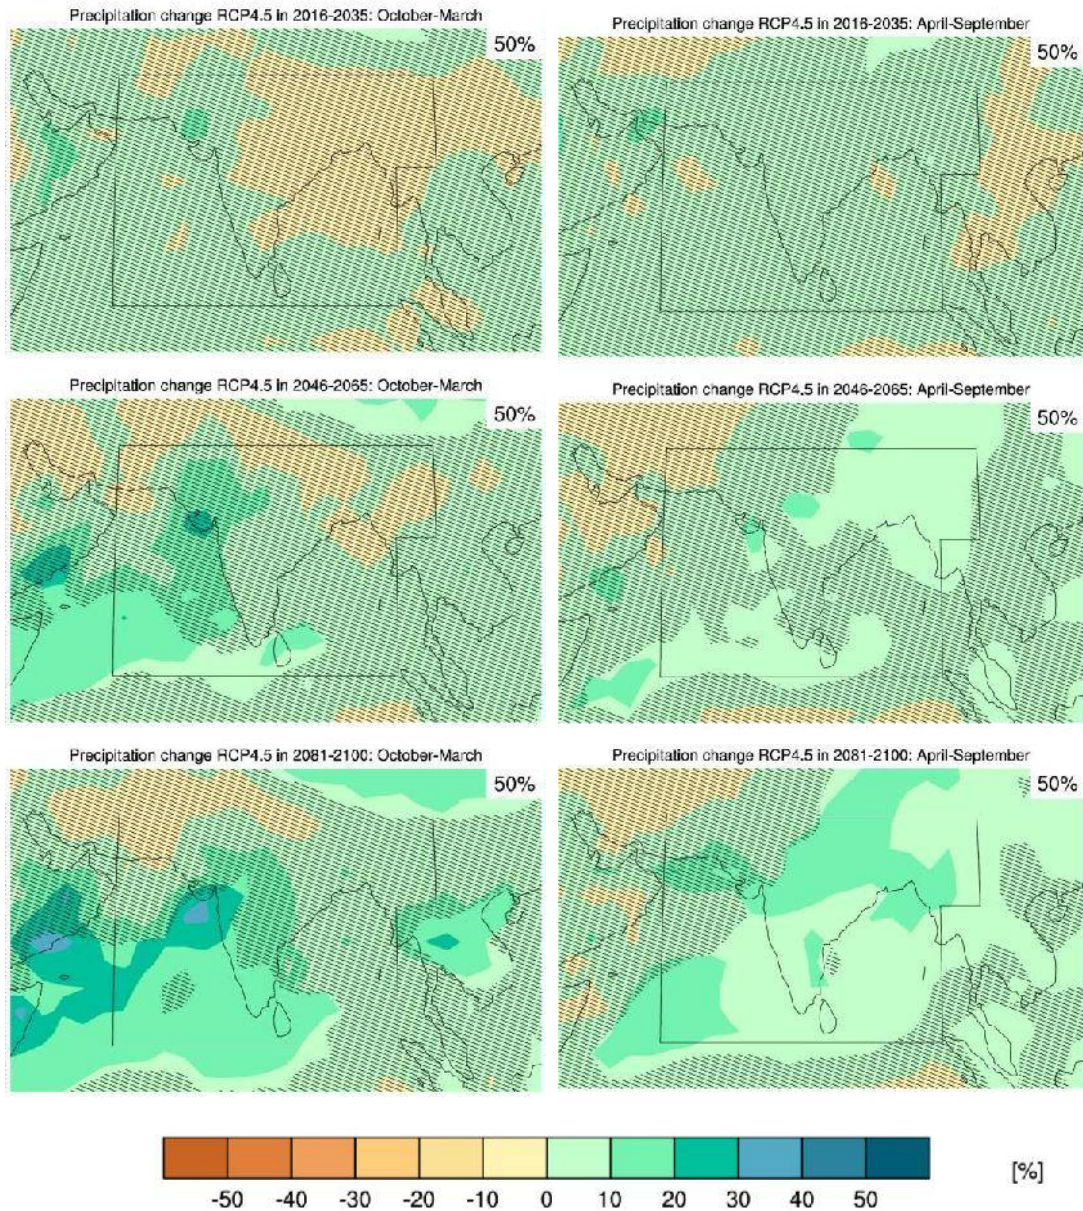 Precipitation change RCP4.5 in 2016-2035: October-March
50%
Precipitation change RCP4.5 in 2016-2035: April-September
50%
Precipitation change RCP4.5 in 2046-2065: October-March
50%
Precipitation change RCP4.5 in 2046-2065: April-September
50%
Precipitation change RCP4.5 in 2081-2100: October-March
50%
Precipitation change RCP4.5 in 2081-2100: April-September
50%
-50 -40 -30 -20 -10 0 10 20 30 40 50 [%]